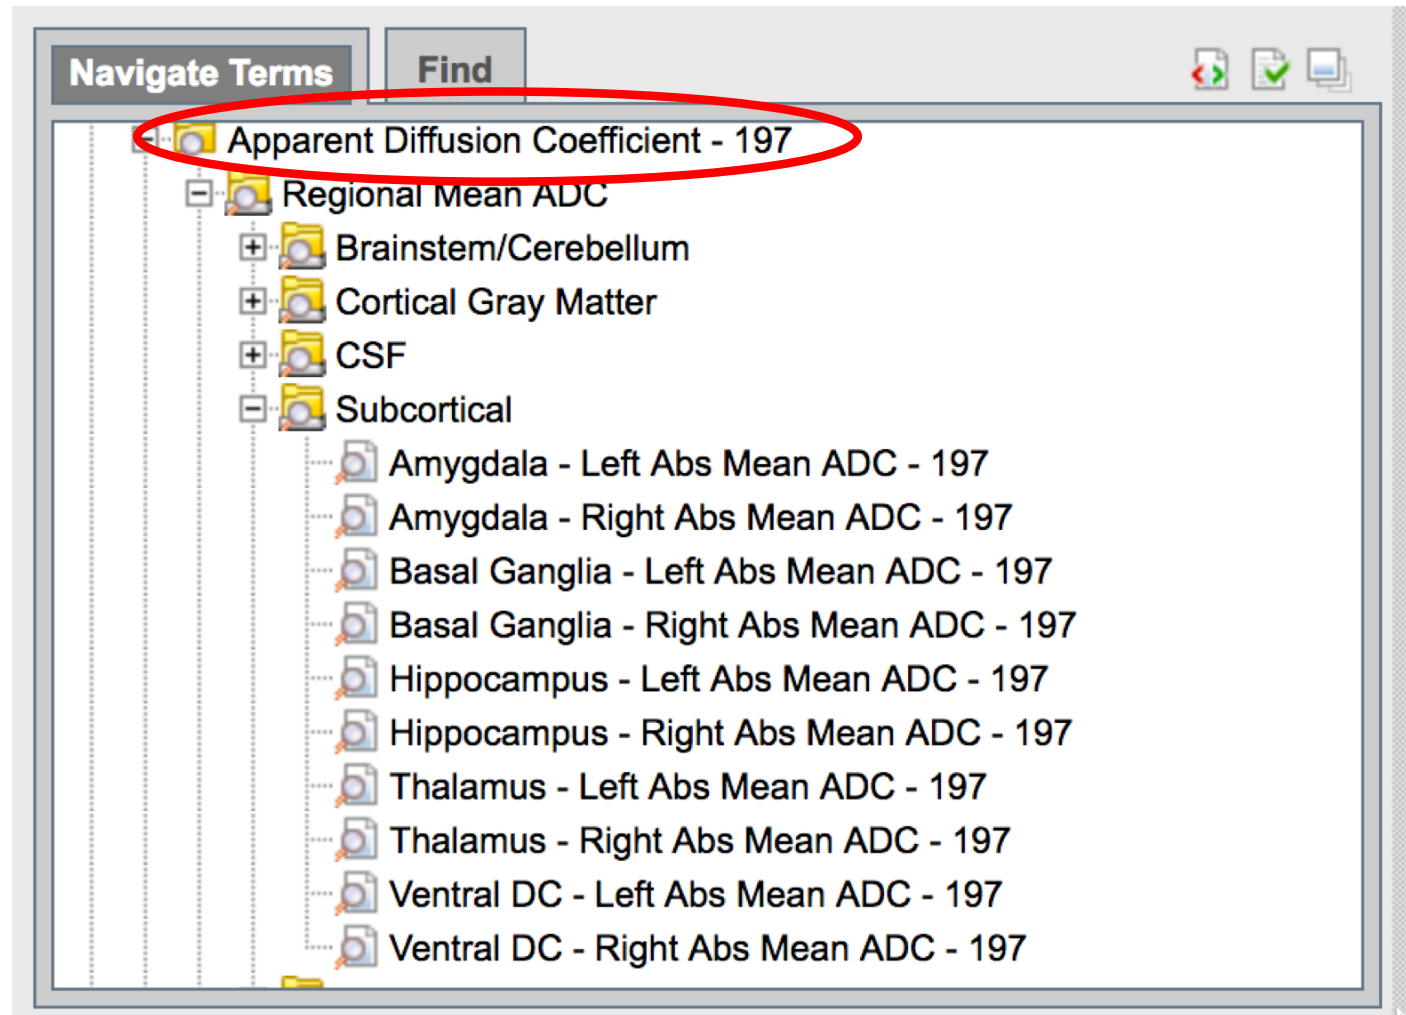 Navigate Terms
Find
Apparent Diffusion Coefficient - 197
Regional Mean ADC
Brainstem/Cerebellum
Cortical Gray Matter
CSF
Subcortical
Amygdala - Left Abs Mean ADC - 197
Amygdala - Right Abs Mean ADC - 197
Basal Ganglia - Left Abs Mean ADC - 197
Basal Ganglia - Right Abs Mean ADC - 197
Hippocampus - Left Abs Mean ADC - 197
Hippocampus - Right Abs Mean ADC - 197
Thalamus - Left Abs Mean ADC - 197
Thalamus - Right Abs Mean ADC - 197
Ventral DC - Left Abs Mean ADC - 197
Ventral DC - Right Abs Mean ADC - 197